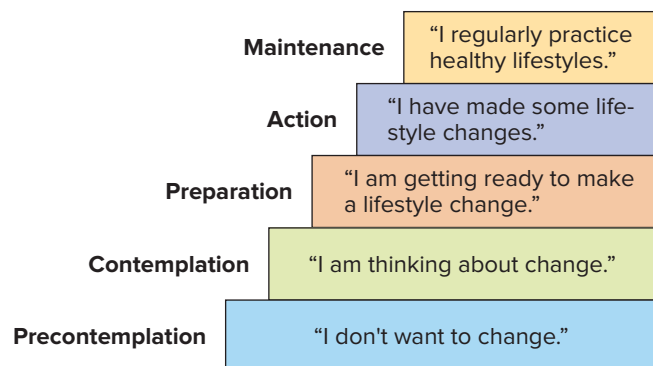 Maintenance
“I regularly practice
healthy lifestyles.”
Action
“I have made some life-
style changes.”
Preparation
“I am getting ready to make
a lifestyle change.”
Contemplation
“I am thinking about change.”
Precontemplation
“I don't want to change.”